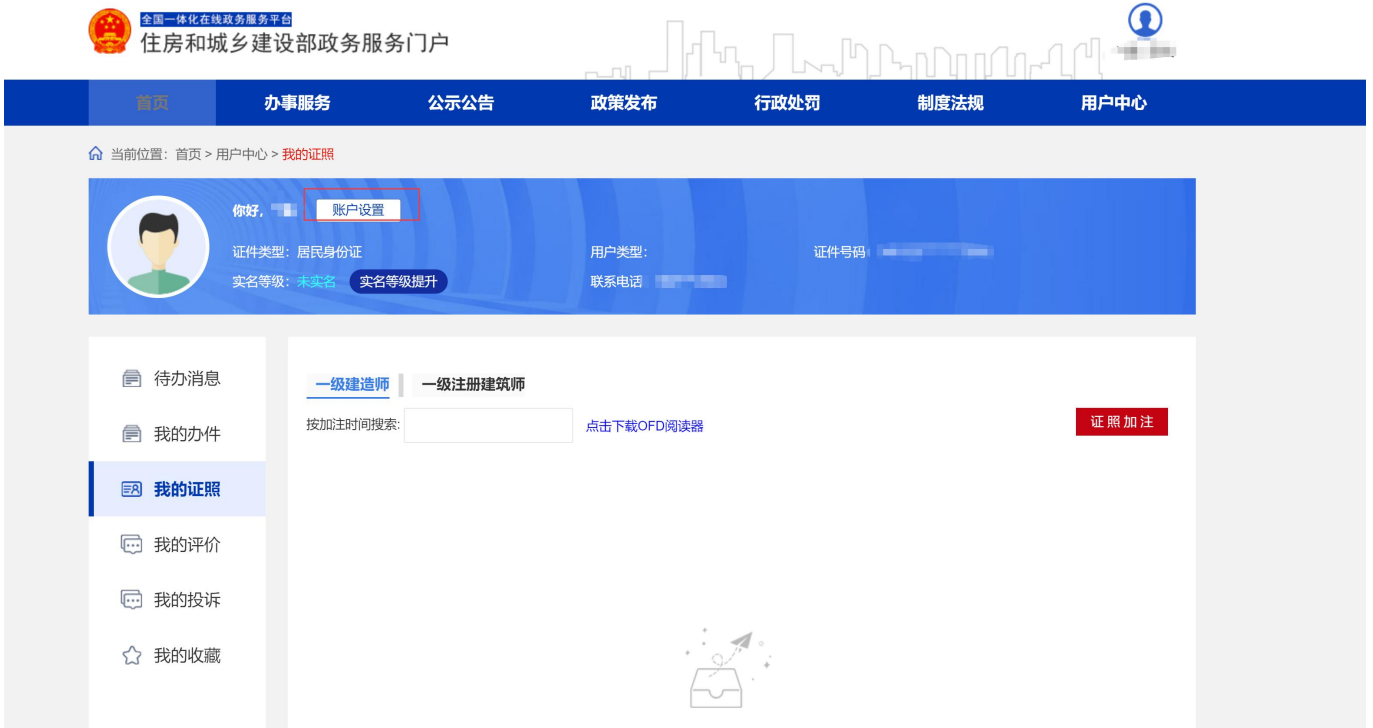 全国一体化在线政务服务平台
住房和城乡建设部政务服务门户
首页 办事服务 公示公告 政策发布 行政处罚 制度法规 用户中心
当前位置：首页 > 用户中心 > 我的证照
你好， 账户设置
证件类型：居民身份证 用户类型： 证件号码
实名等级：未实名 实名等级提升 联系电话
待办消息
我的办件
我的证照
我的评价
我的投诉
我的收藏
一级建造师 一级注册建筑师
按加注时间搜索: 点击下载OFD阅读器 证照加注